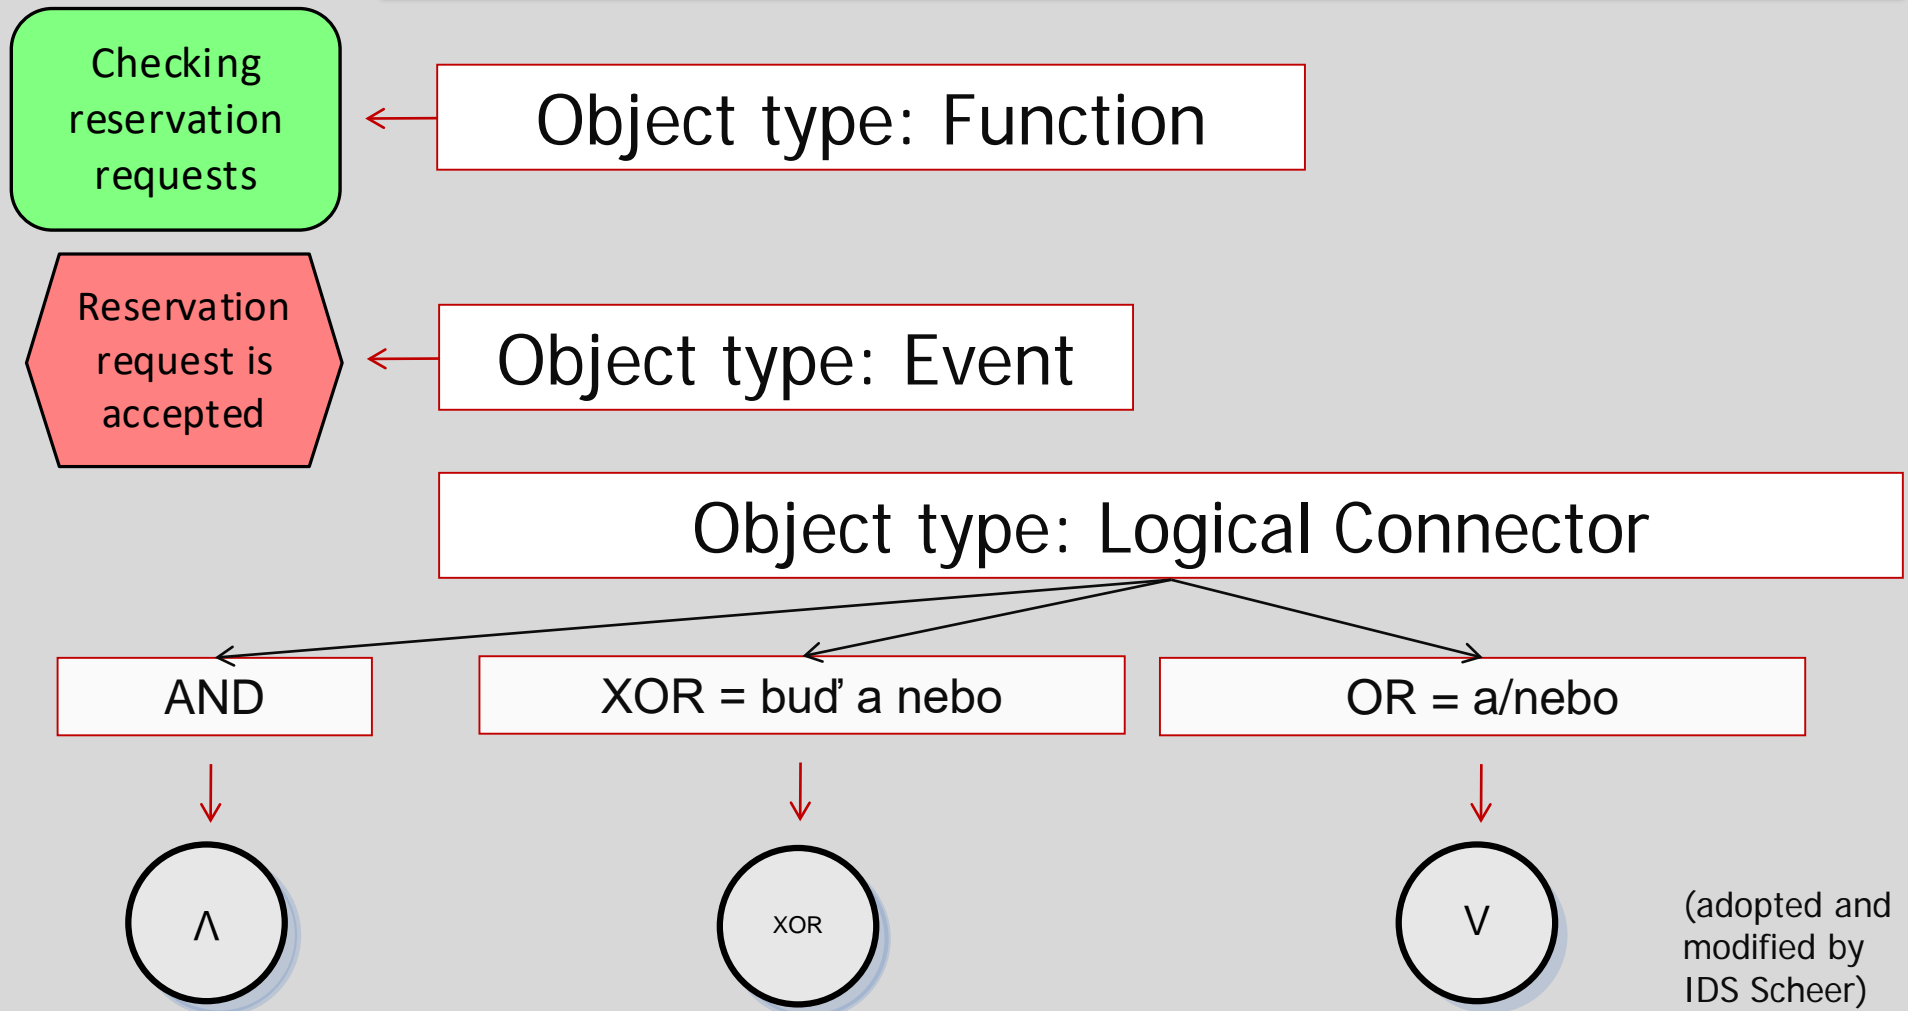 Checking
reservation
requests
Object type: Function
Reservation
request is
accepted
Object type: Event
Object type: Logical Connector
AND
XOR = buď a nebo
OR = a/nebo
Λ
XOR
V
(adopted and
modified by
IDS Scheer)